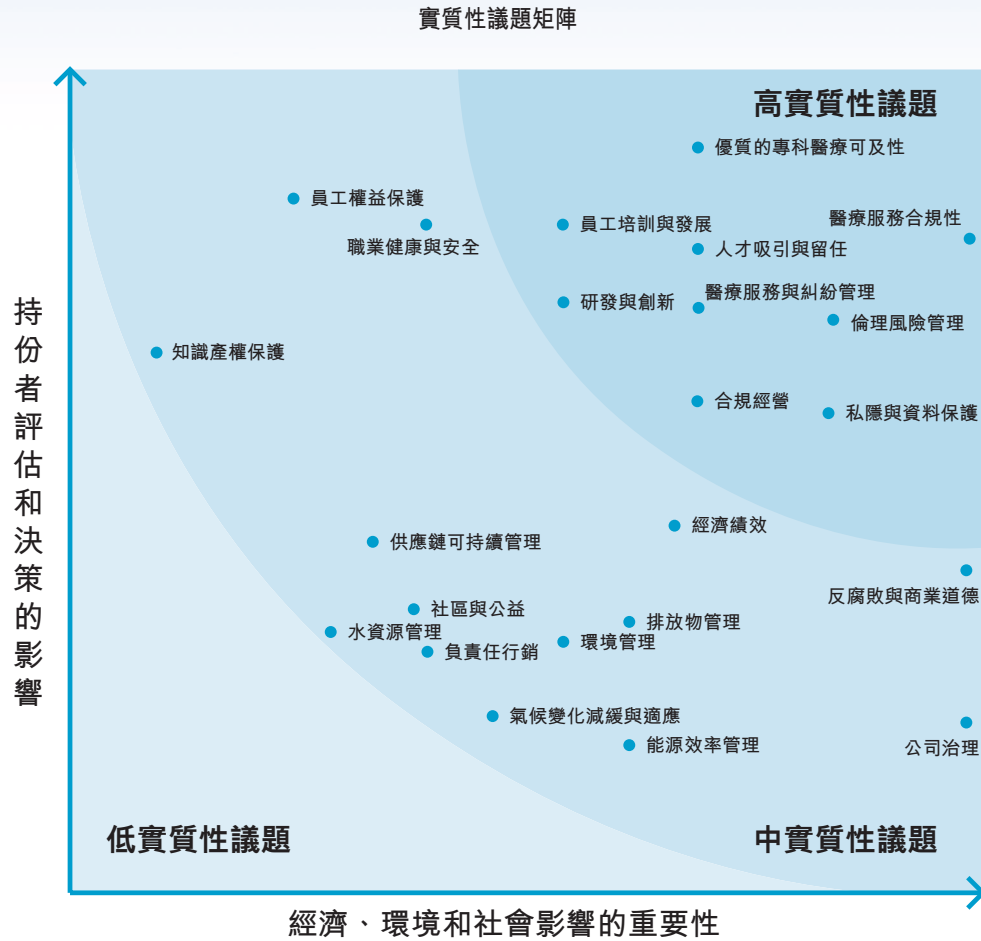 實質性議題矩陣
高實質性議題
優質的專科醫療可及性
員工權益保護
職業健康與安全
員工培訓與發展
醫療服務合規性
人才吸引與留任
研發與創新
醫療服務與糾紛管理
倫理風險管理
知識產權保護
合規經營
私隱與資料保護
經濟績效
供應鏈可持續管理
反腐敗與商業道德
社區與公益
水資源管理
負責任行銷
排放物管理
環境管理
氣候變化減緩與適應
能源效率管理
公司治理
低實質性議題
中實質性議題
持份者評估和決策的影響
經濟、環境和社會影響的重要性